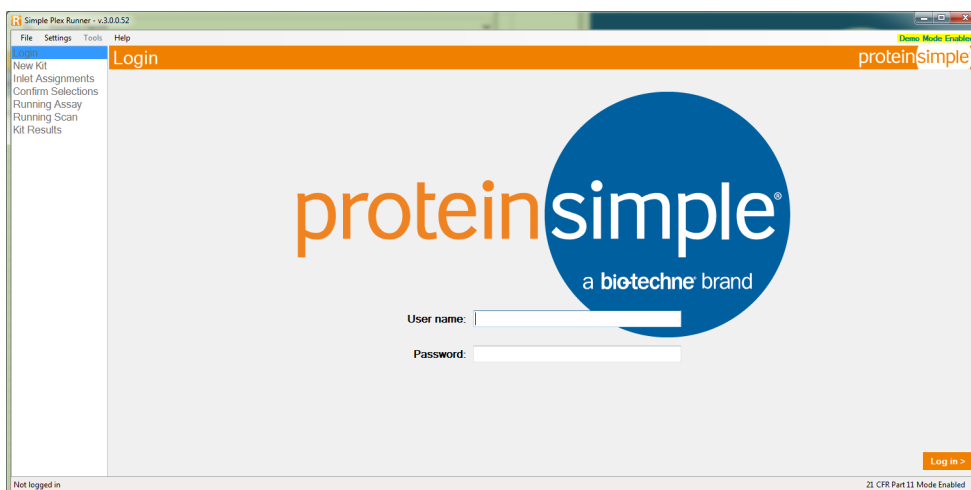 Simple Plex Runner - v.3.0.0.52
File Settings Tools Help
Demo Mode Enabled
Login
New Kit
Inlet Assignments
Confirm Selections
Running Assay
Running Scan
Kit Results
Login
proteinsimple
proteinsimple®
a bio-techne® brand
User name:
Password:
Log in >
Not logged in
21 CFR Part 11 Mode Enabled